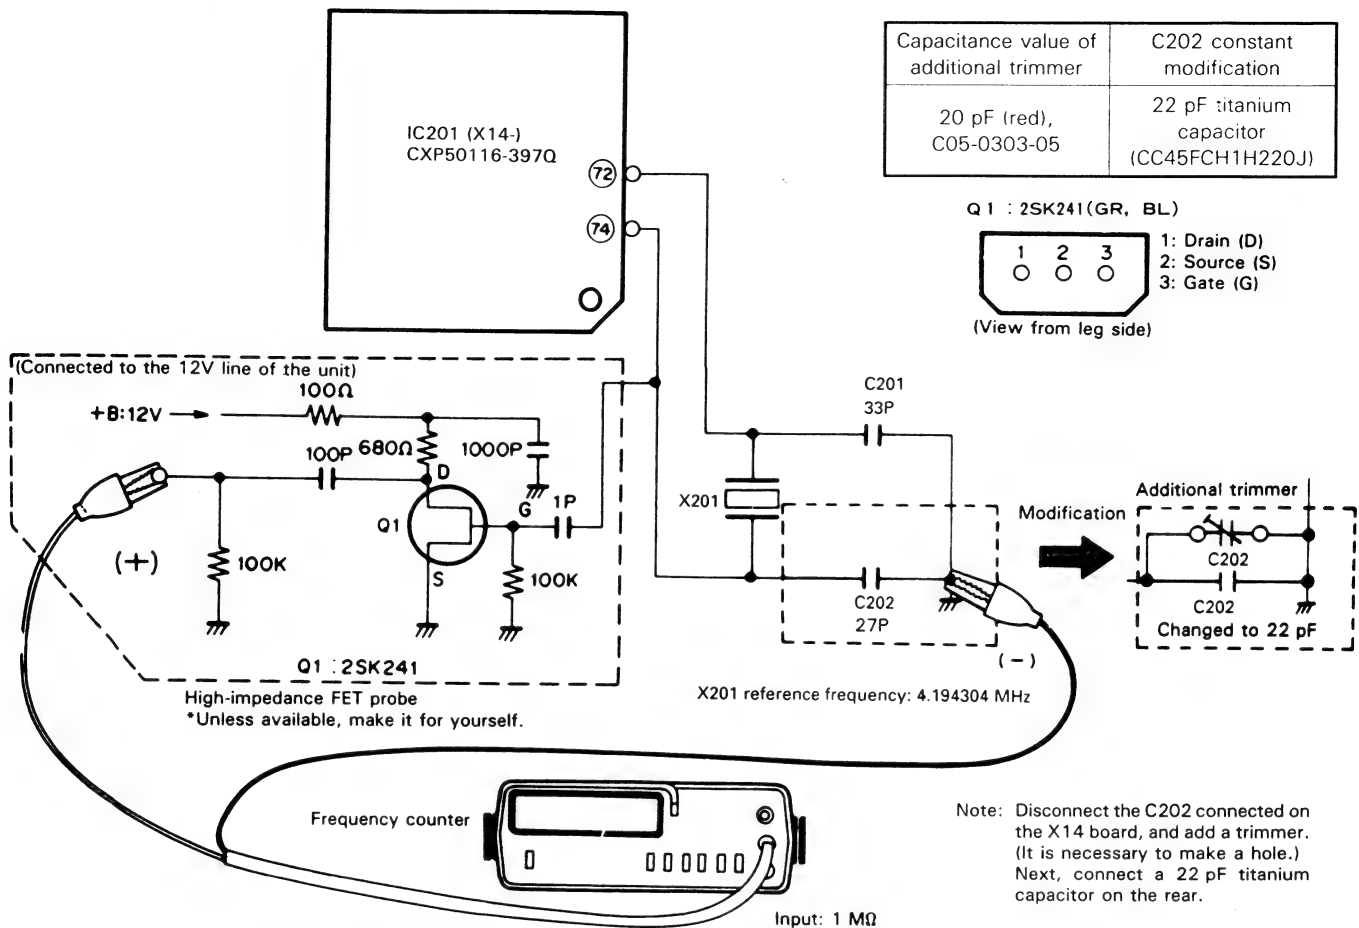 Capacitance value of additional trimmer
C202 constant modification
20 pF (red), C05-0303-05
22 pF titanium capacitor (CC45FCH1H220J)
IC201 (X14-)
CXP50116-397Q
72
74
Q1 : 2SK241(GR, BL)
1 2 3
1: Drain (D)
2: Source (S)
3: Gate (G)
(View from leg side)
(Connected to the 12V line of the unit)
100Ω
+B:12V
100P
680Ω
1000P
D
G
1P
Q1
S
(+)
100K
100K
Q1 : 2SK241
High-impedance FET probe
*Unless available, make it for yourself.
C201
33P
X201
C202
27P
(-)
X201 reference frequency: 4.194304 MHz
Modification
Additional trimmer
C202
C202
Changed to 22 pF
Frequency counter
Input: 1 MΩ
Note: Disconnect the C202 connected on
the X14 board, and add a trimmer.
(It is necessary to make a hole.)
Next, connect a 22 pF titanium
capacitor on the rear.